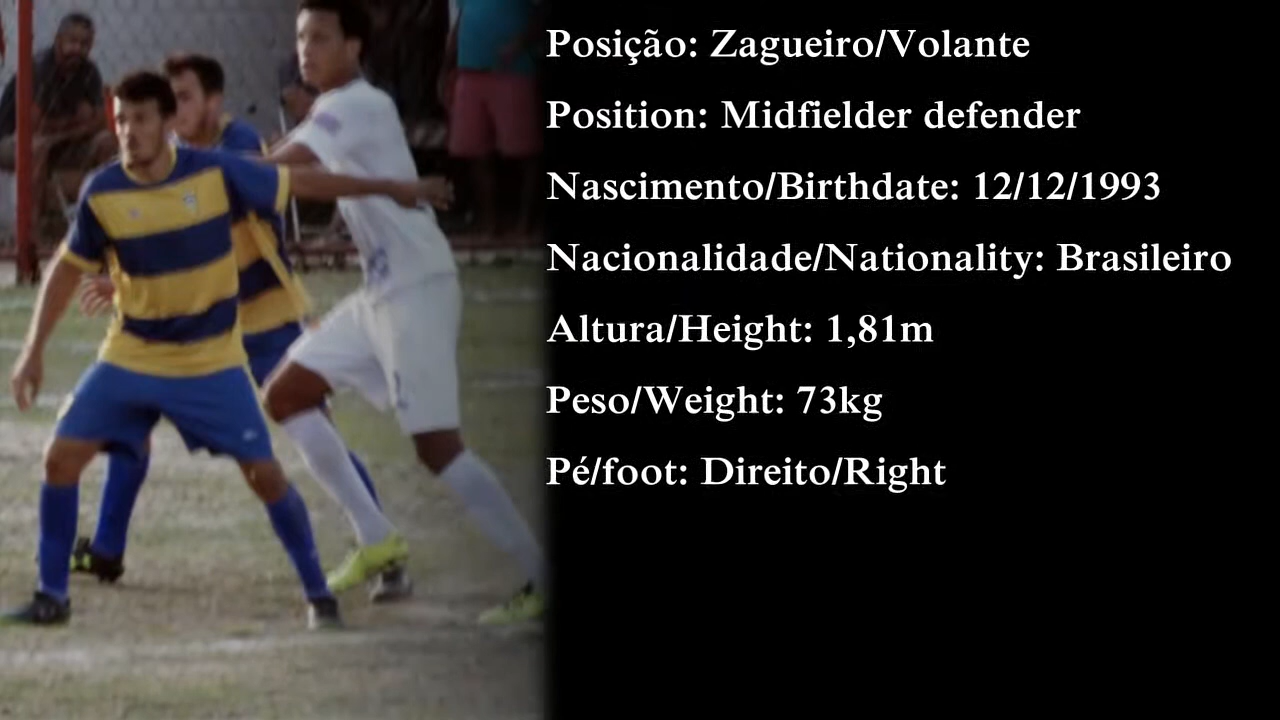 Posição: Zagueiro/Volante
Position: Midfielder defender
Nascimento/Birthdate: 12/12/1993
Nacionalidade/Nationality: Brasileiro
Altura/Height: 1,81m
Peso/Weight: 73kg
Pé/foot: Direito/Right